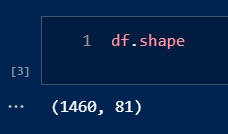 1 df.shape
[3]
... (1460, 81)